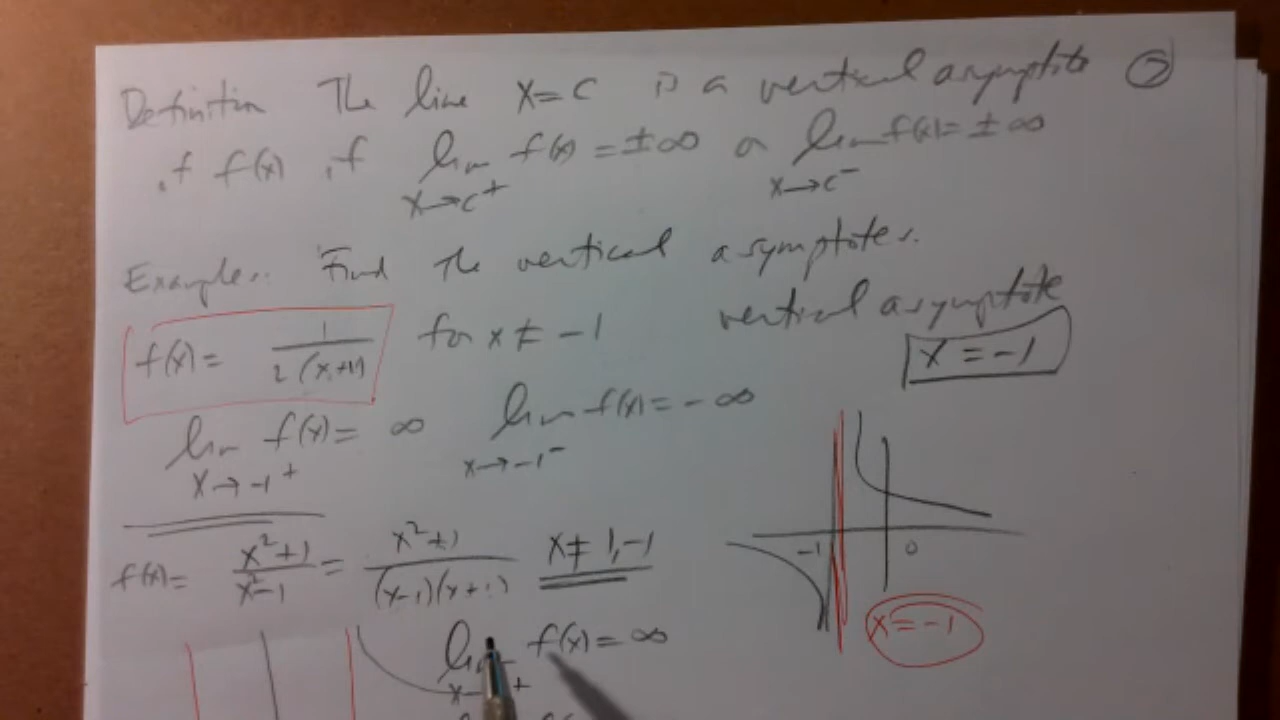 Definition The line x=c is a vertical asymptote ②
of f(x) if lim x→c⁺ f(x) = ±∞ or lim x→c⁻ f(x) = ±∞
Examples: Find the vertical asymptotes.
f(x) = 1/(2(x+1)) for x ≠ -1 vertical asymptote
x = -1
lim x→-1⁺ f(x) = ∞ lim x→-1⁻ f(x) = -∞
f(x) = (x²+1)/(x²-1) = (x²+1)/((x-1)(x+1)) x ≠ 1,-1
-1 0
x = -1
lim f(x) = ∞